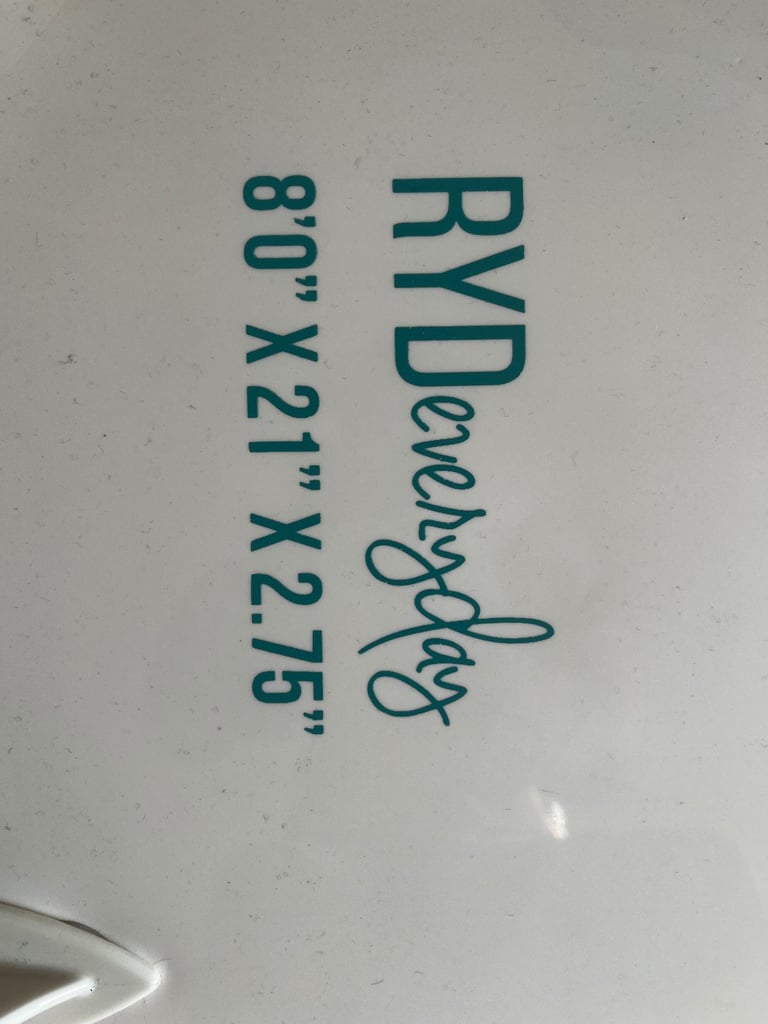 RYDeveryday
8'0” X 21” X 2.75”